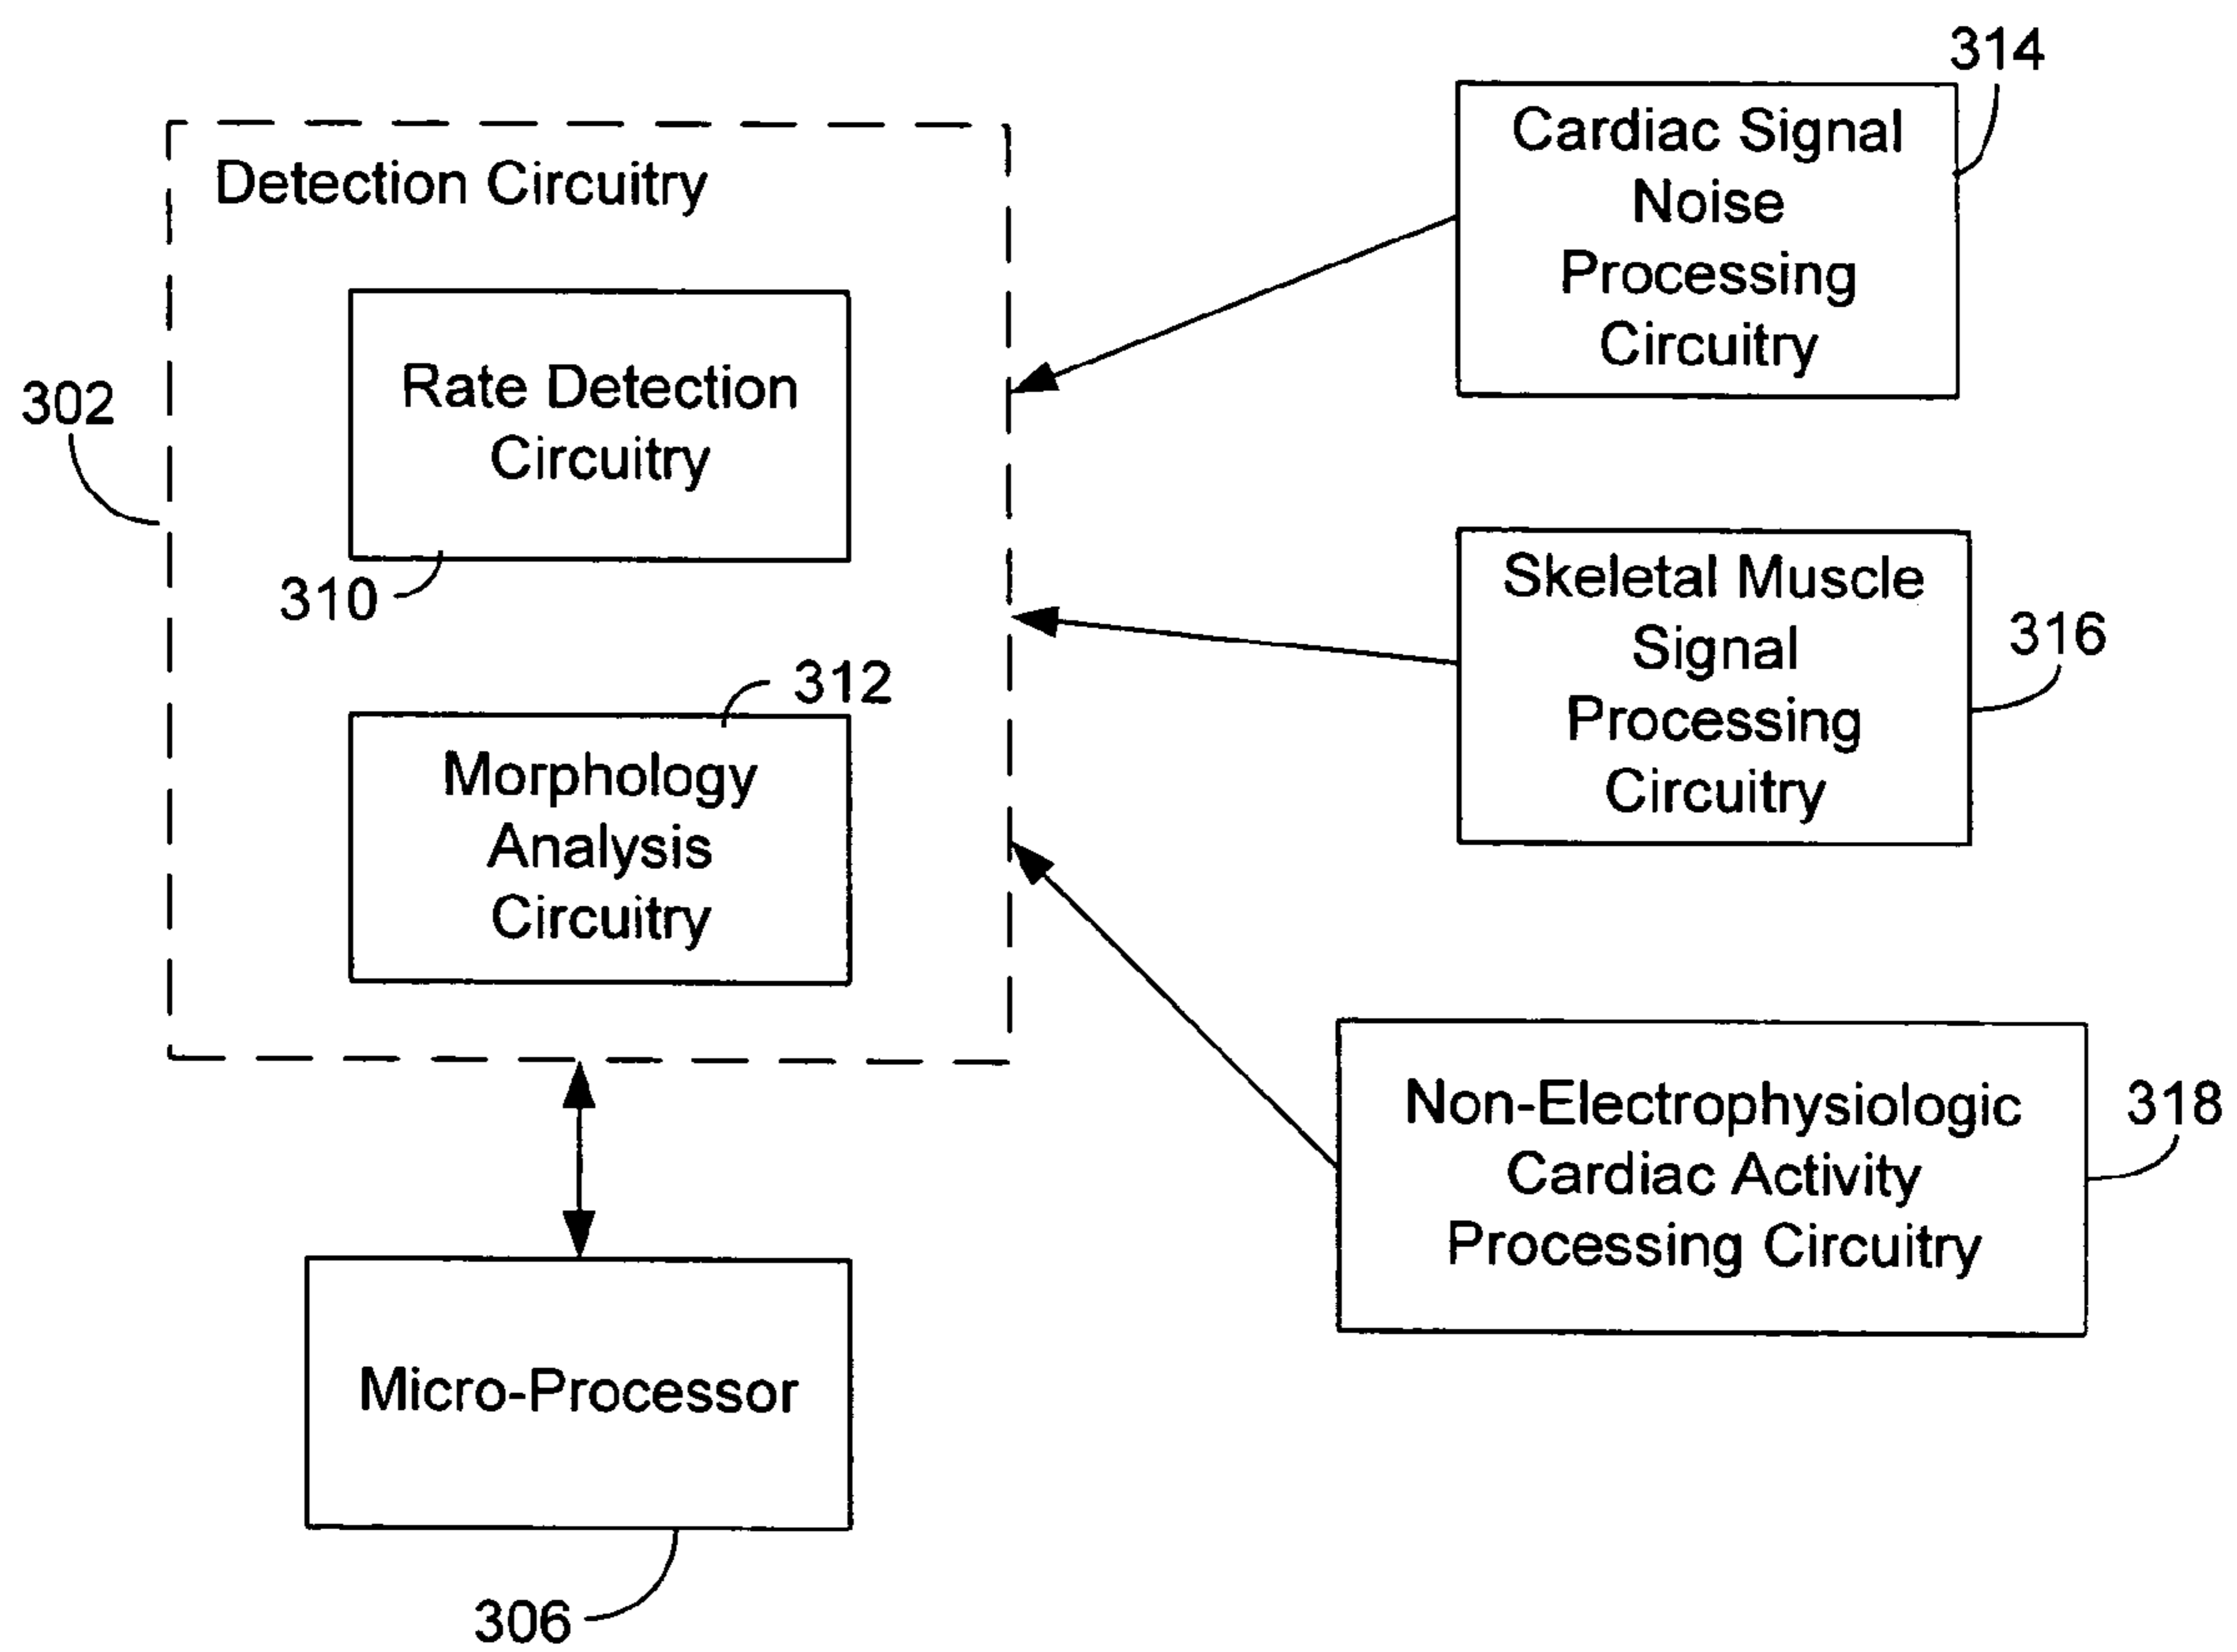 Detection Circuitry
302
Rate Detection
Circuitry
310
312
Morphology
Analysis
Circuitry
Micro-Processor
306
314
Cardiac Signal
Noise
Processing
Circuitry
Skeletal Muscle
Signal
Processing
Circuitry
316
Non-Electrophysiologic
Cardiac Activity
Processing Circuitry
318